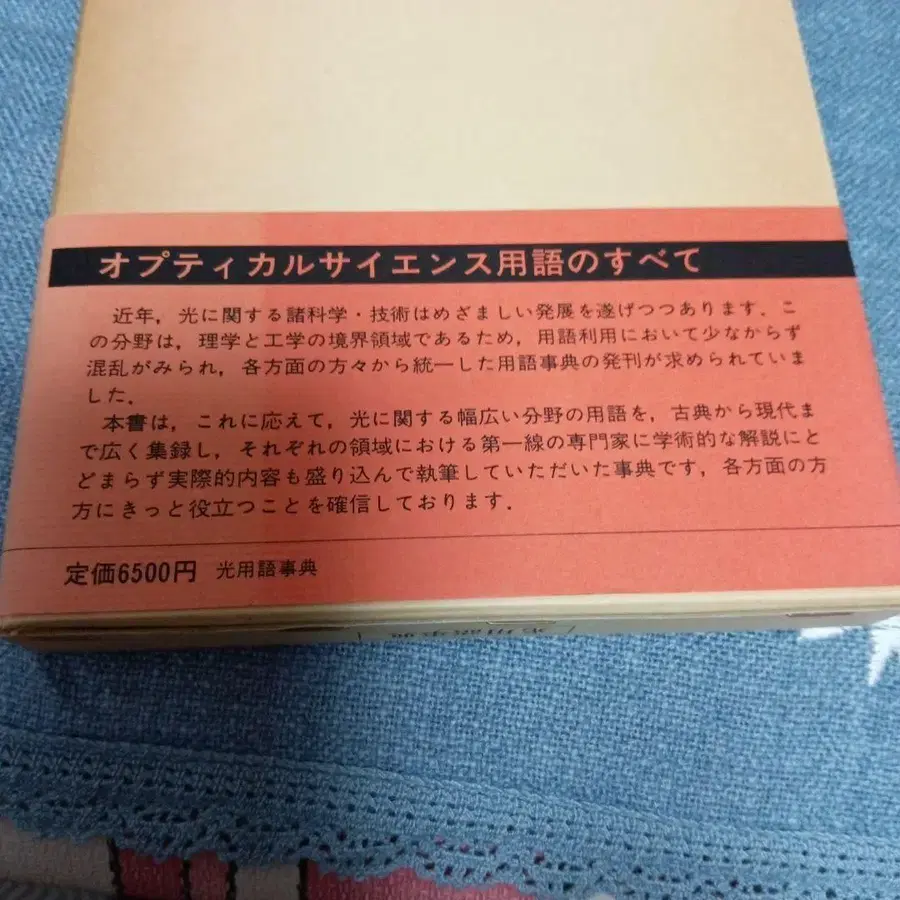 オプティカルサイエンス用語のすべて
近年，光に関する諸科学・技術はめざましい発展を遂げつつあります．こ
の分野は，理学と工学の境界領域であるため，用語利用において少なからず
混乱がみられ，各方面の方々から統一した用語事典の発刊が求められていま
した．
本書は，これに応えて，光に関する幅広い分野の用語を，古典から現代ま
で広く集録し，それぞれの領域における第一線の専門家に学術的な解説にと
どまらず実際的内容も盛り込んで執筆していただいた事典です，各方面の方
方にきっと役立つことを確信しております．
定価6500円 光用語事典